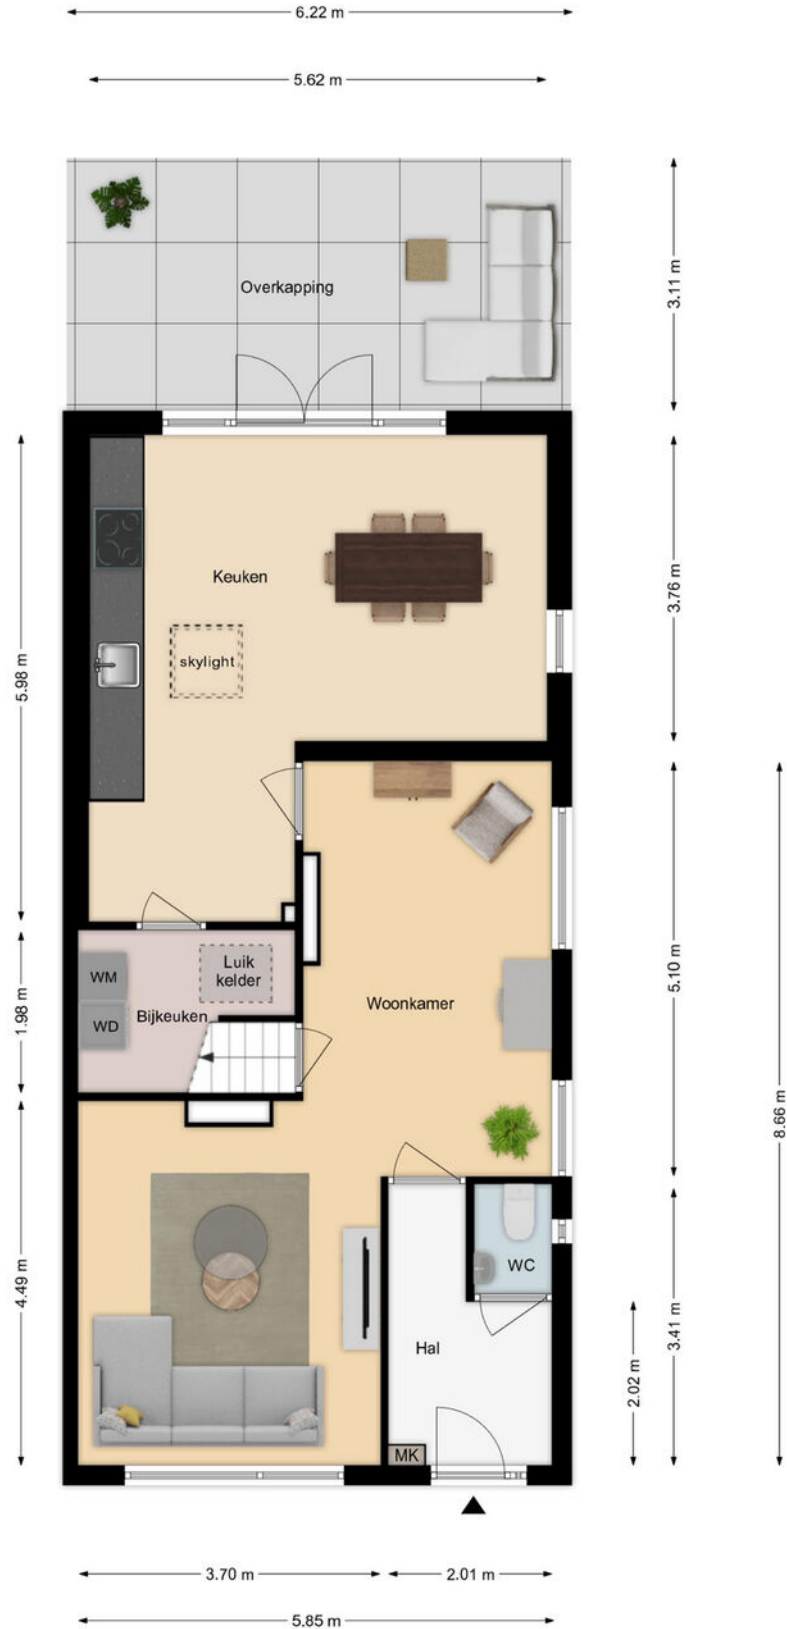 6.22 m
5.62 m
Overkapping
3.11 m
Keuken
3.76 m
skylight
5.98 m
Luik
kelder
WM
WD
Bijkeuken
1.98 m
Woonkamer
5.10 m
8.66 m
WC
4.49 m
Hal
3.41 m
2.02 m
MK
3.70 m
2.01 m
5.85 m